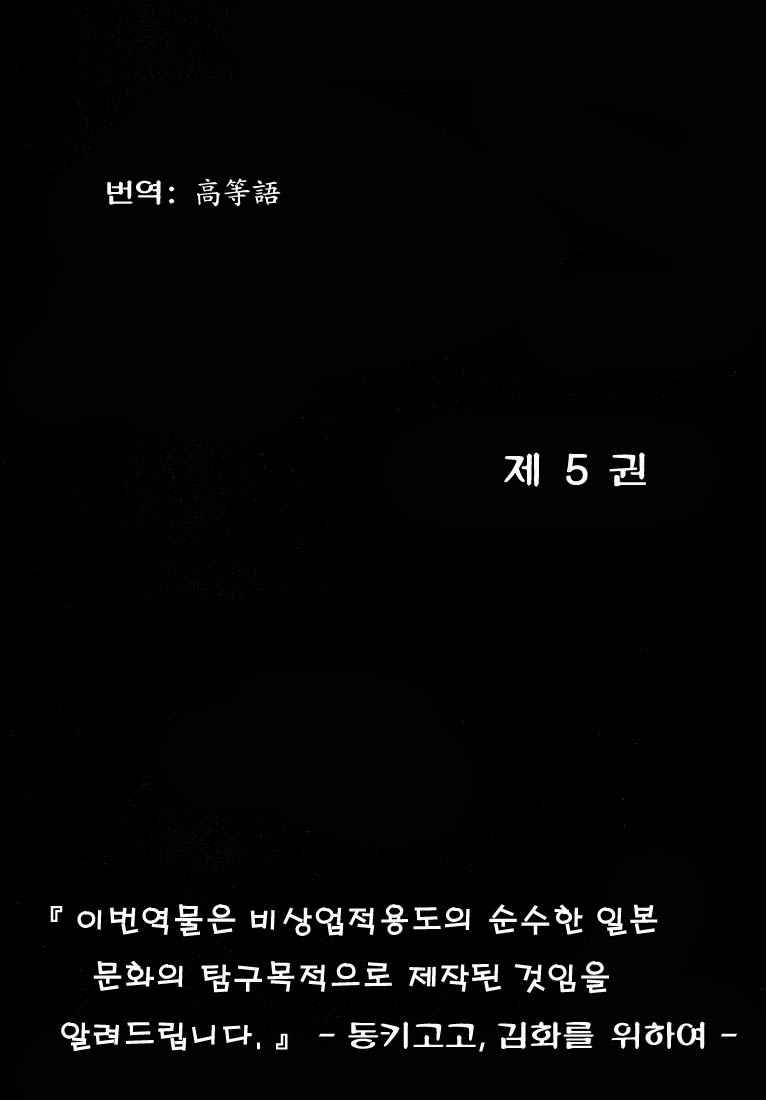 번역: 高等語
제 5 권
『 이번역물은 비상업적용도의 순수한 일본
문화의 탐구목적으로 제작된 것임을
알려드립니다. 』 - 동키고고, 김화를 위하여 -